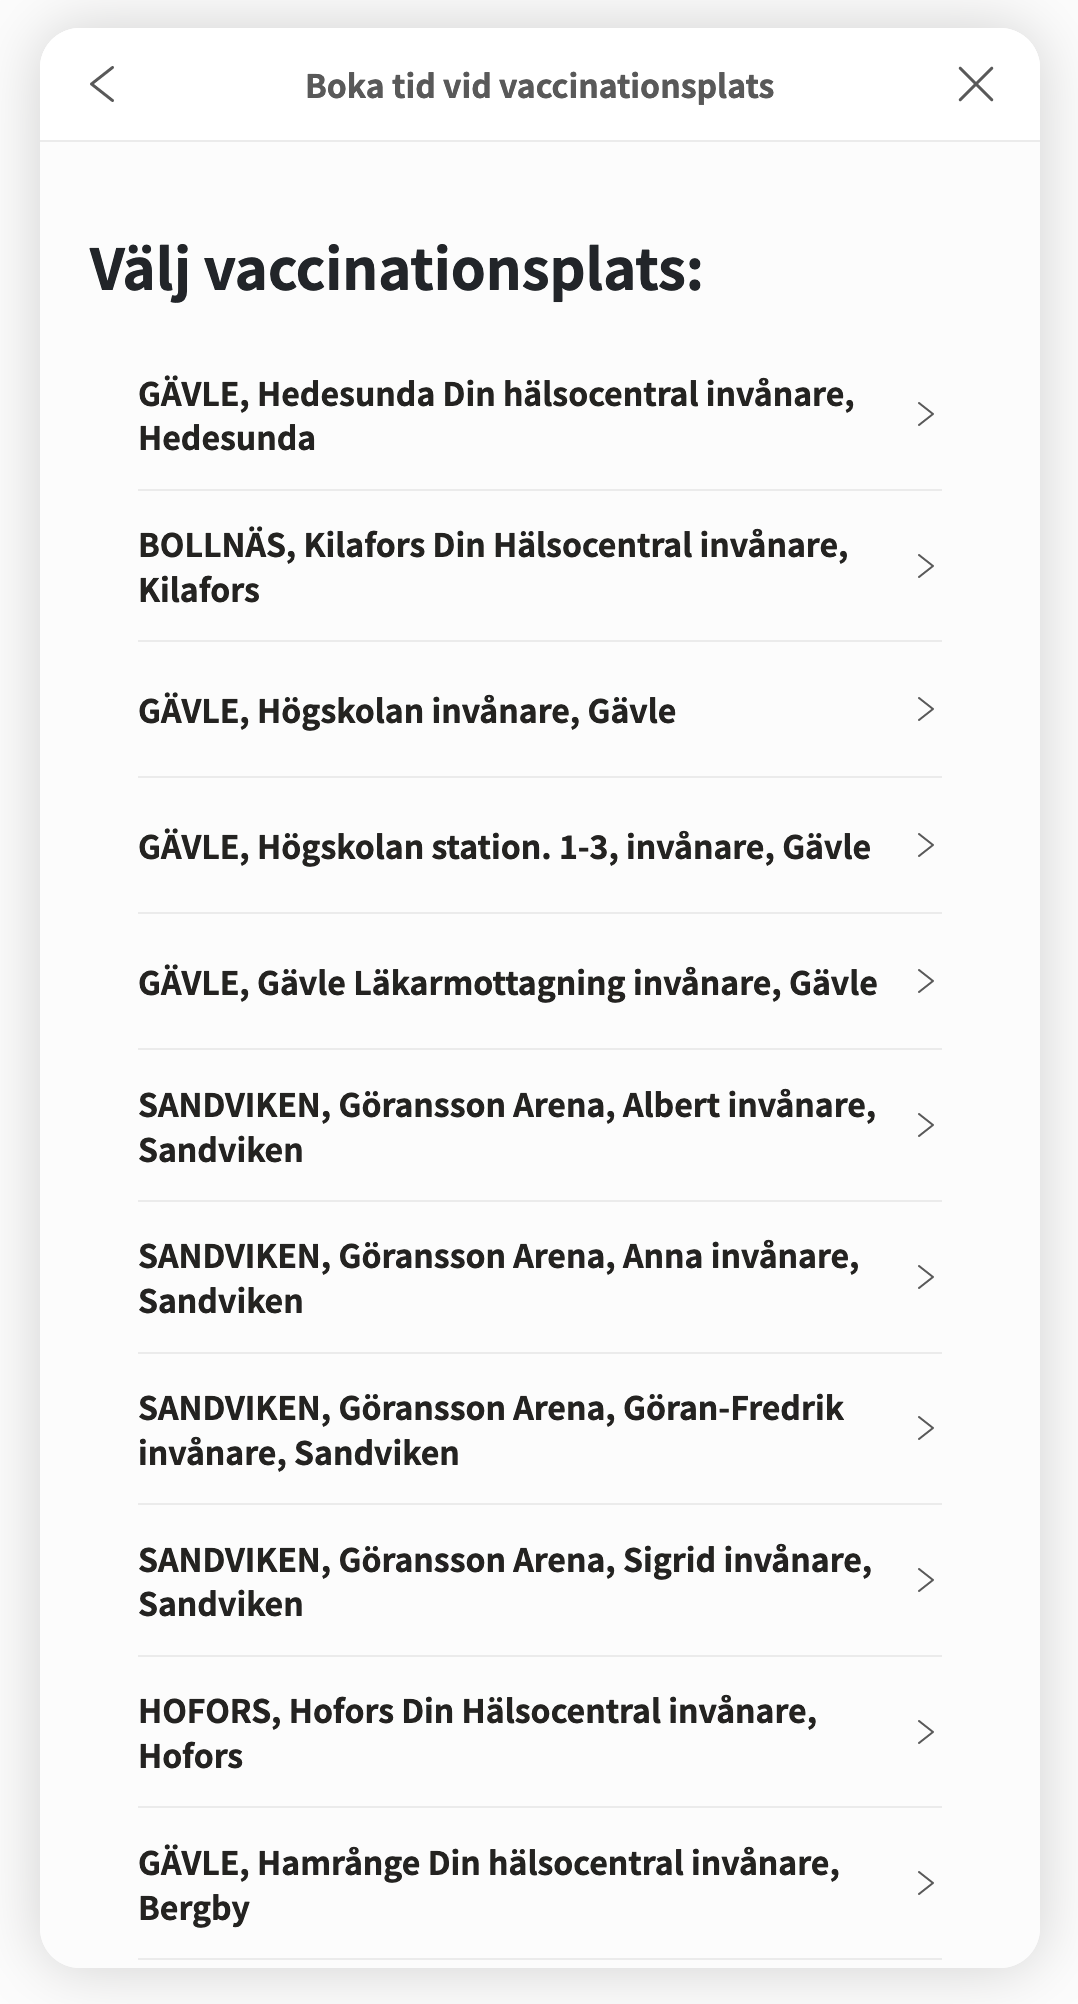 Boka tid vid vaccinationsplats
Välj vaccinationsplats:
GÄVLE, Hedesunda Din hälsocentral invånare,
Hedesunda
BOLLNÄS, Kilafors Din Hälsocentral invånare,
Kilafors
GÄVLE, Högskolan invånare, Gävle
GÄVLE, Högskolan station. 1-3, invånare, Gävle
GÄVLE, Gävle Läkarmottagning invånare, Gävle
SANDVIKEN, Göransson Arena, Albert invånare,
Sandviken
SANDVIKEN, Göransson Arena, Anna invånare,
Sandviken
SANDVIKEN, Göransson Arena, Göran-Fredrik
invånare, Sandviken
SANDVIKEN, Göransson Arena, Sigrid invånare,
Sandviken
HOFORS, Hofors Din Hälsocentral invånare,
Hofors
GÄVLE, Hamrånge Din hälsocentral invånare,
Bergby